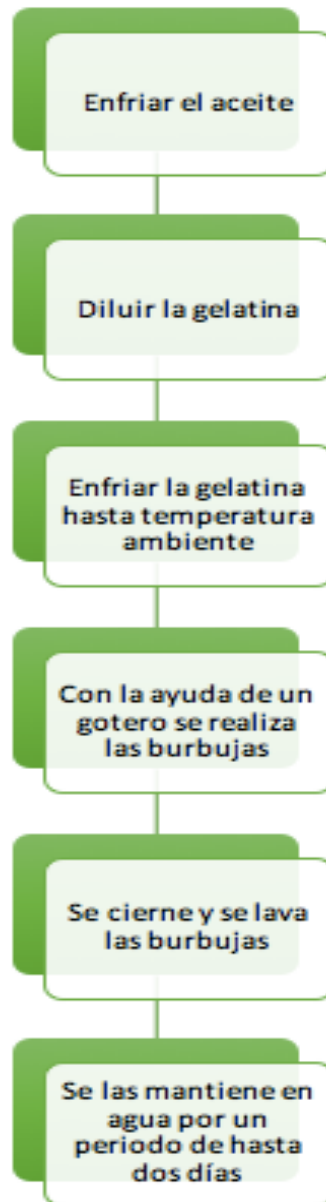 Enfriar el aceite
Diluir la gelatina
Enfriar la gelatina
hasta temperatura
ambiente
Con la ayuda de un
gotero se realiza
las burbujas
Se cierne y se lava
las burbujas
Se las mantiene en
agua por un
periodo de hasta
dos días